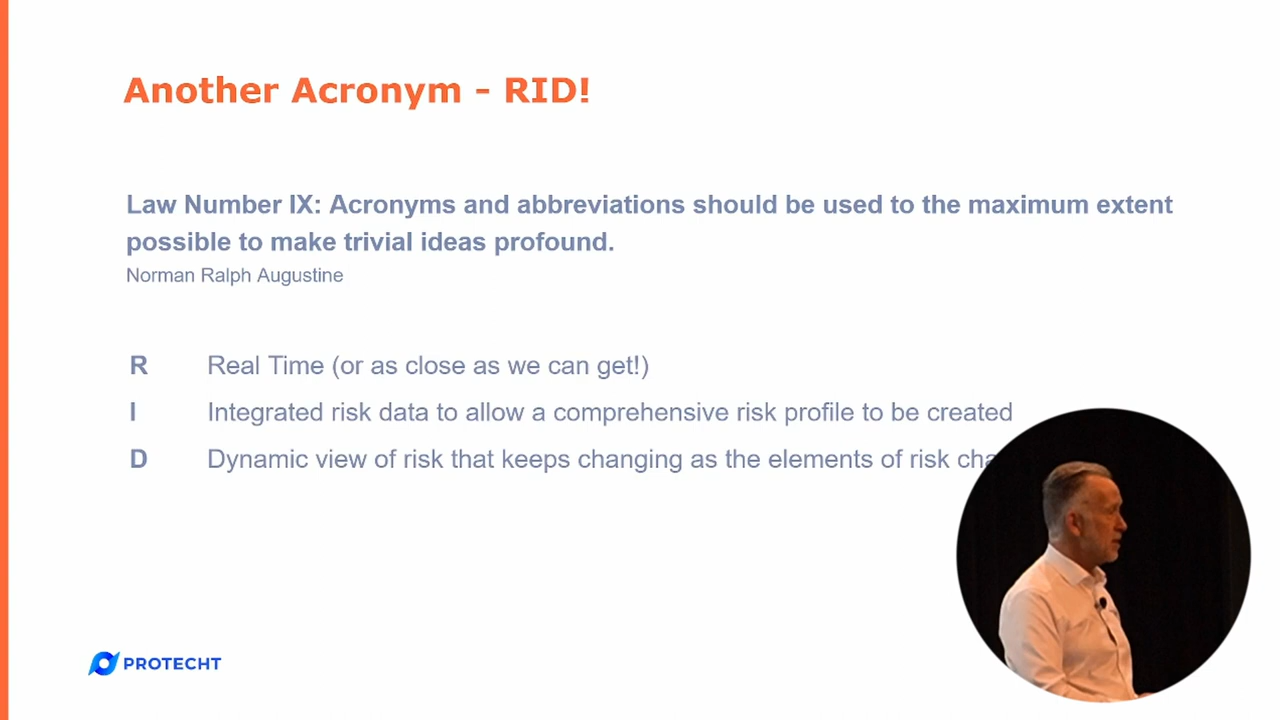 Another Acronym - RID!
Law Number IX: Acronyms and abbreviations should be used to the maximum extent
possible to make trivial ideas profound.
Norman Ralph Augustine
R Real Time (or as close as we can get!)
I Integrated risk data to allow a comprehensive risk profile to be created
D Dynamic view of risk that keeps changing as the elements of risk
PROTECHT